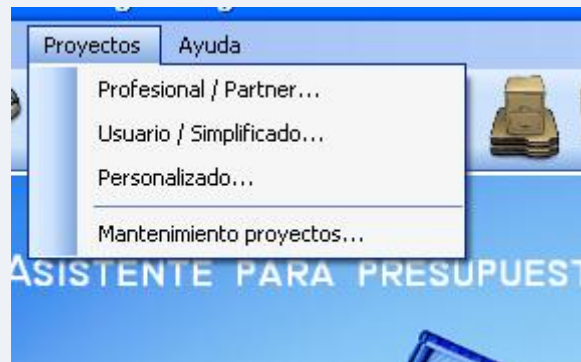 Proyectos Ayuda
Profesional / Partner...
Usuario / Simplificado...
Personalizado...
Mantenimiento proyectos...
ASISTENTE PARA PRESUPUEST